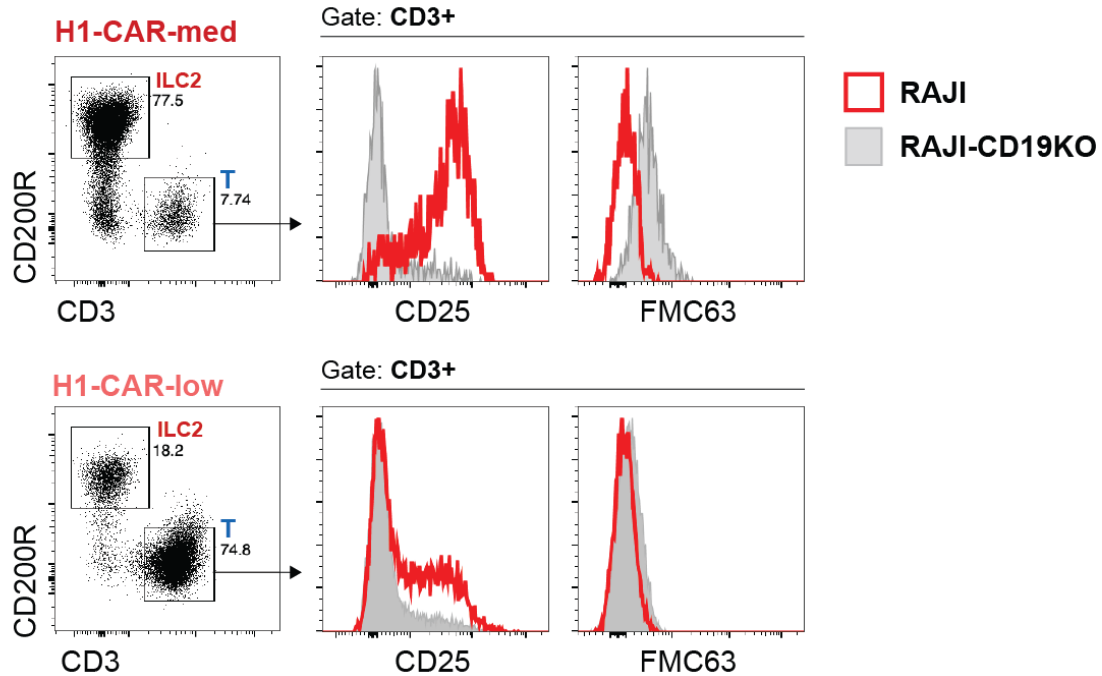 H1-CAR-med
Gate: CD3+
ILC2
77.5
T
7.74
CD200R
CD3
CD25
FMC63
RAJI
RAJI-CD19KO
H1-CAR-low
Gate: CD3+
ILC2
18.2
T
74.8
CD200R
CD3
CD25
FMC63